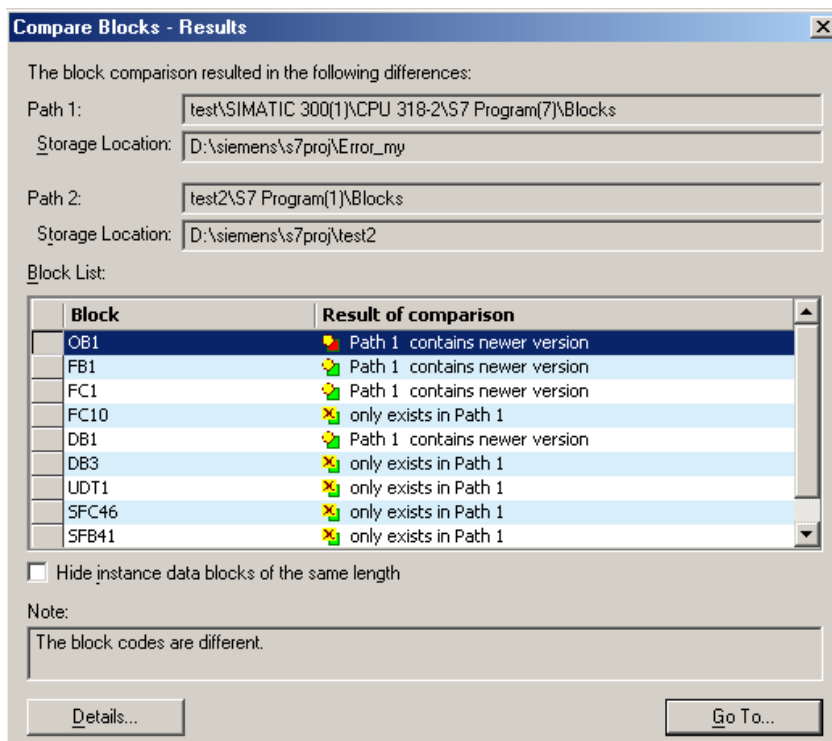 Compare Blocks - Results
The block comparison resulted in the following differences:
Path 1: test\SIMATIC 300(1)\CPU 318-2\S7 Program(7)\Blocks
Storage Location: D:\siemens\s7proj\Error_my
Path 2: test2\S7 Program(1)\Blocks
Storage Location: D:\siemens\s7proj\test2
Block List:
Block Result of comparison
OB1 Path 1 contains newer version
FB1 Path 1 contains newer version
FC1 Path 1 contains newer version
FC10 only exists in Path 1
DB1 Path 1 contains newer version
DB3 only exists in Path 1
UDT1 only exists in Path 1
SFC46 only exists in Path 1
SFB41 only exists in Path 1
Hide instance data blocks of the same length
Note:
The block codes are different.
Details... Go To...